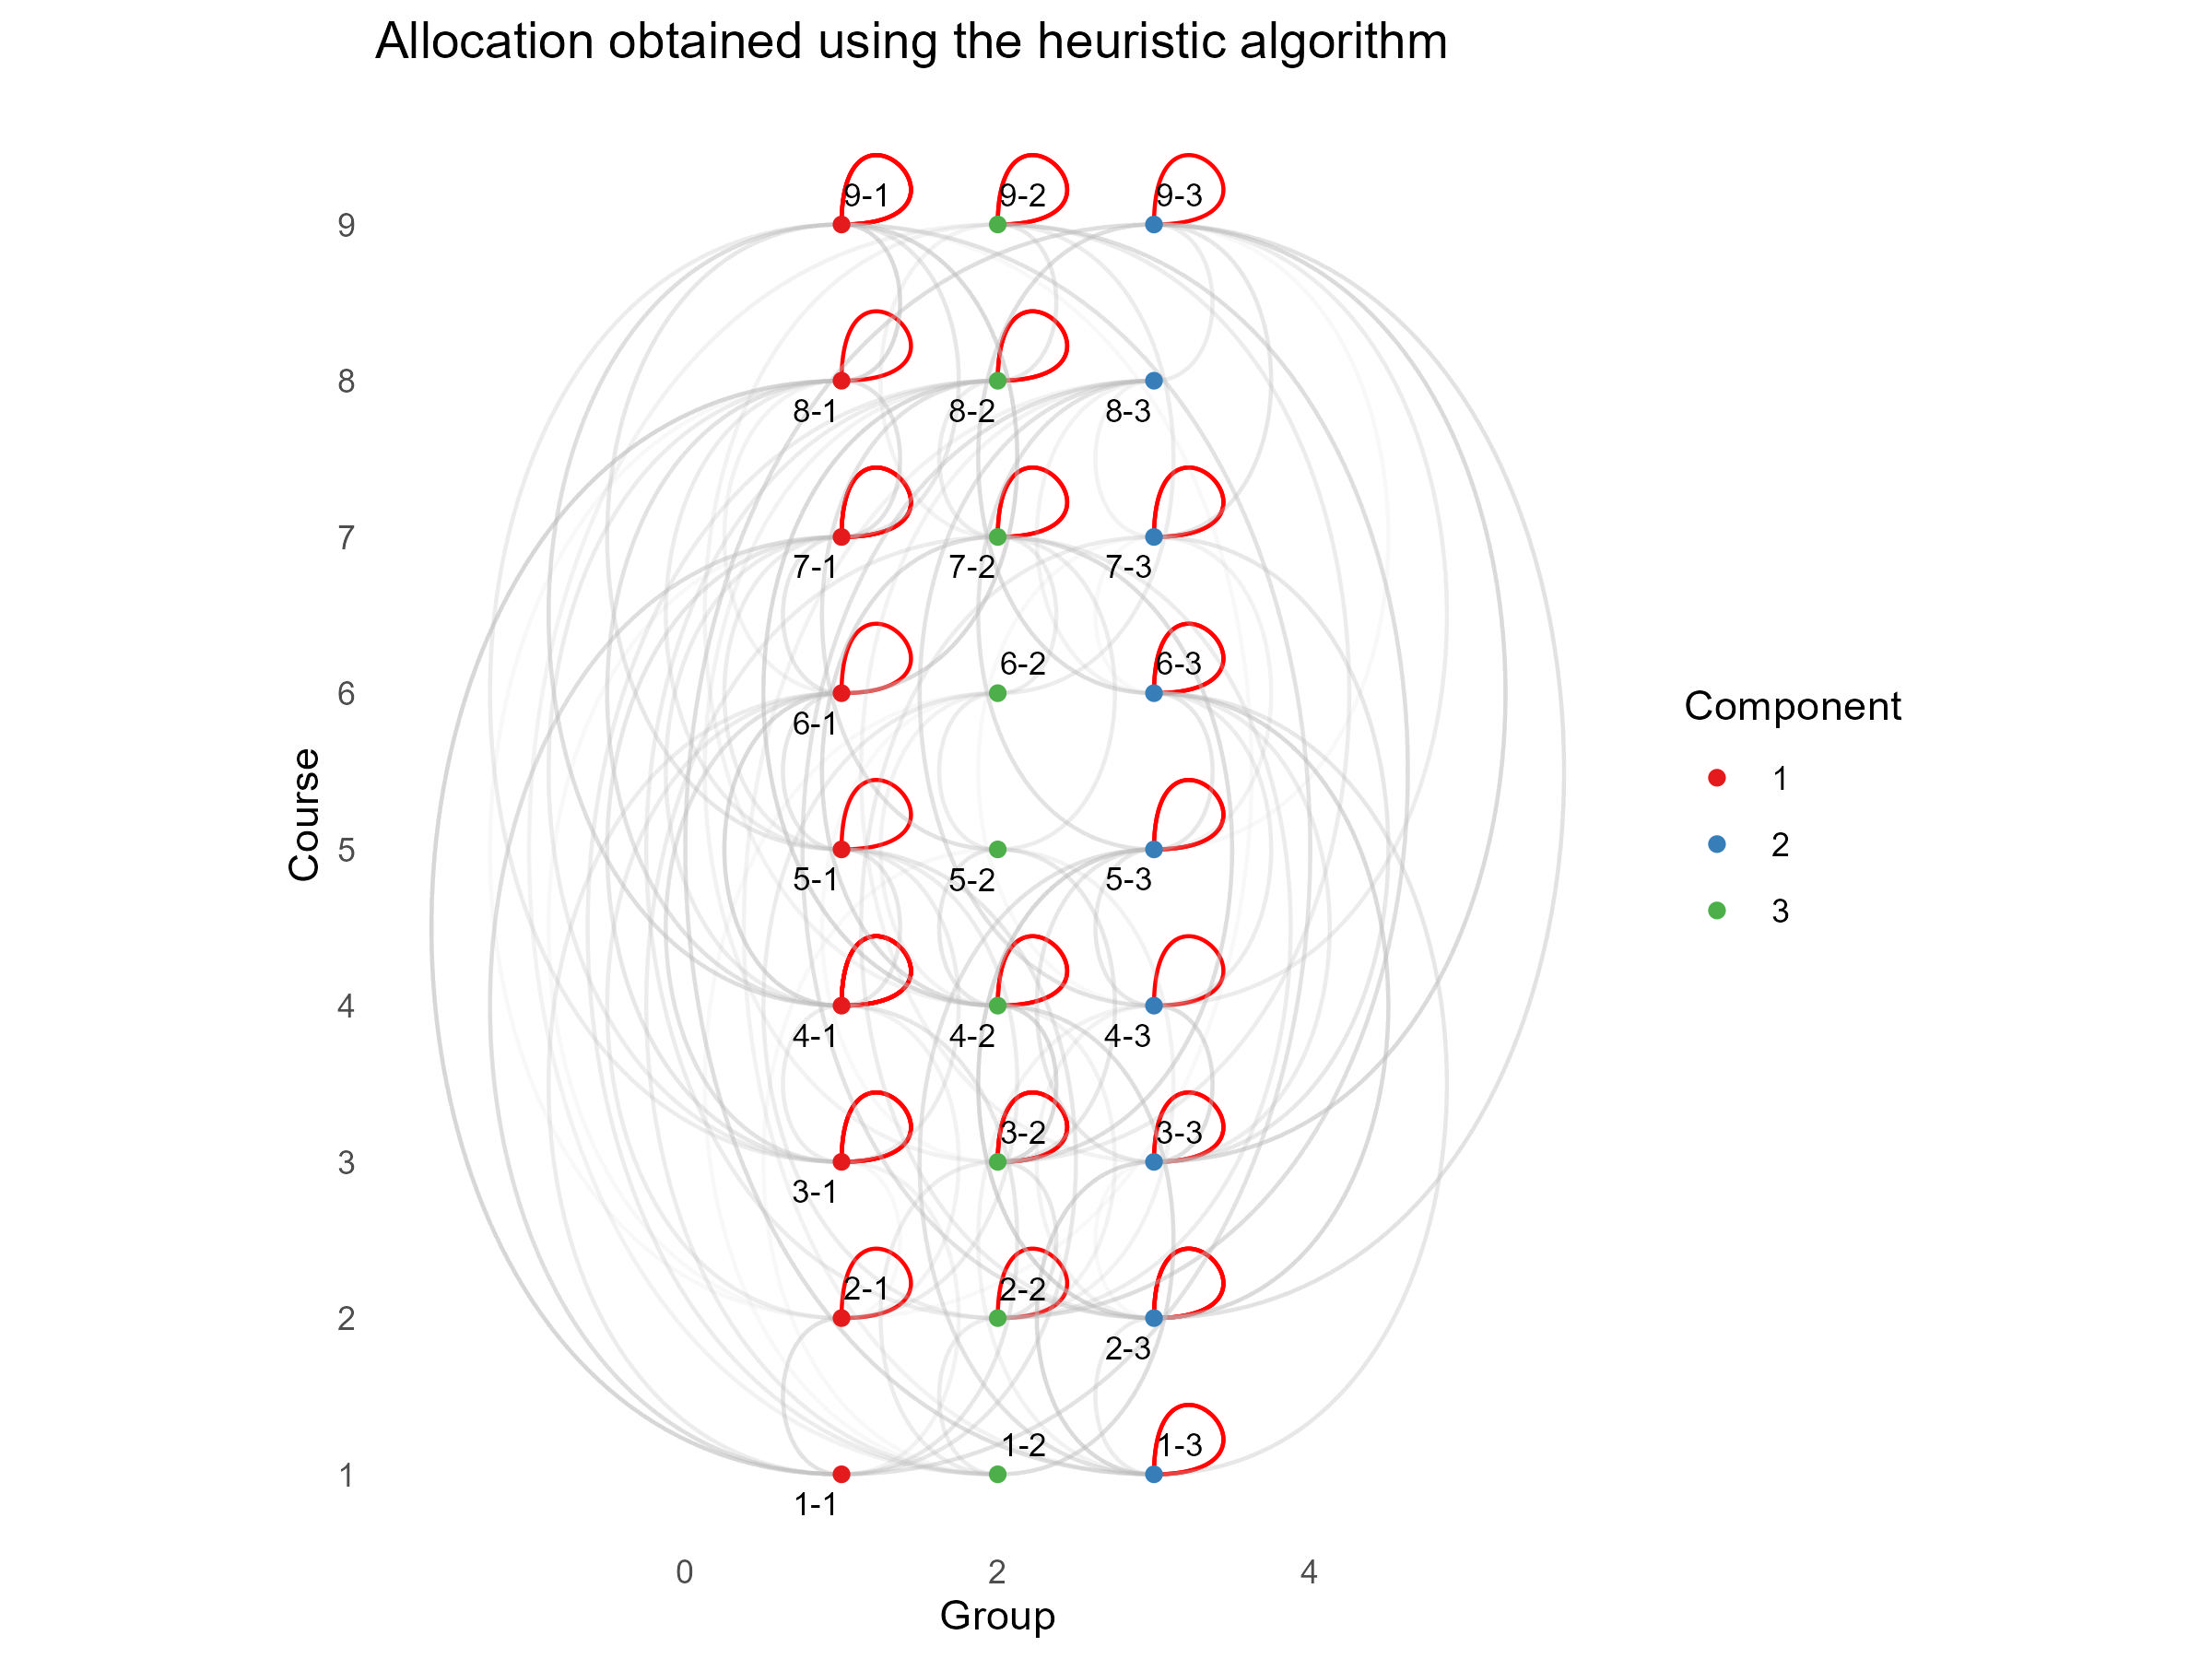 Allocation obtained using the heuristic algorithm
9-1 9-2 9-3
9
8
8-1 8-2 8-3
7
7-1 7-2 7-3
6-2 6-3
6
6-1
5
5-1 5-2 5-3
4
4-1 4-2 4-3
3-2 3-3
3
3-1
2-1 2-2
2
2-3
1-2 1-3
1
1-1
0 2 4
Group
Course
Component
1
2
3